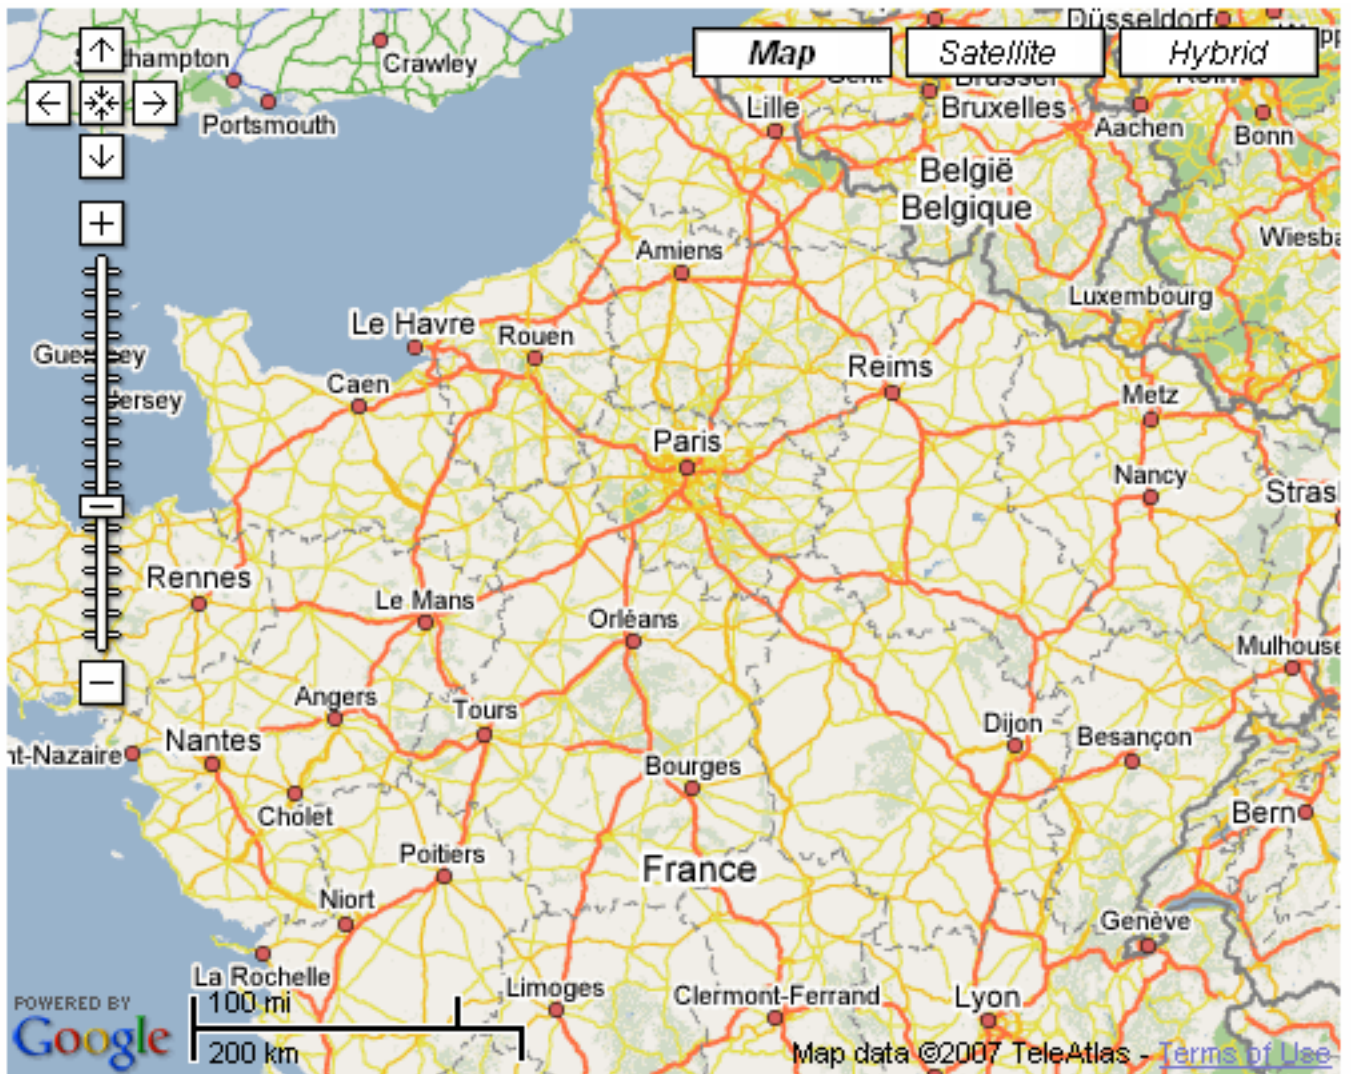 Düsseldorf
Crawley
Map
Satellite
Hybrid
Portsmouth
Lille
Bruxelles
Aachen
Bonn
België
Belgique
Amiens
Luxembourg
Le Havre
Rouen
Reims
Caen
Metz
Paris
Nancy
Rennes
Le Mans
Orléans
Mulhouse
Angers
Tours
Nantes
Dijon
Besançon
nt-Nazaire
Bourges
Cholet
Bern
Poitiers
France
Niort
Genève
La Rochelle
Limoges
Clermont-Ferrand
Lyon
POWERED BY
Google
100 mi
200 km
Map data ©2007 TeleAtlas - Terms of Use